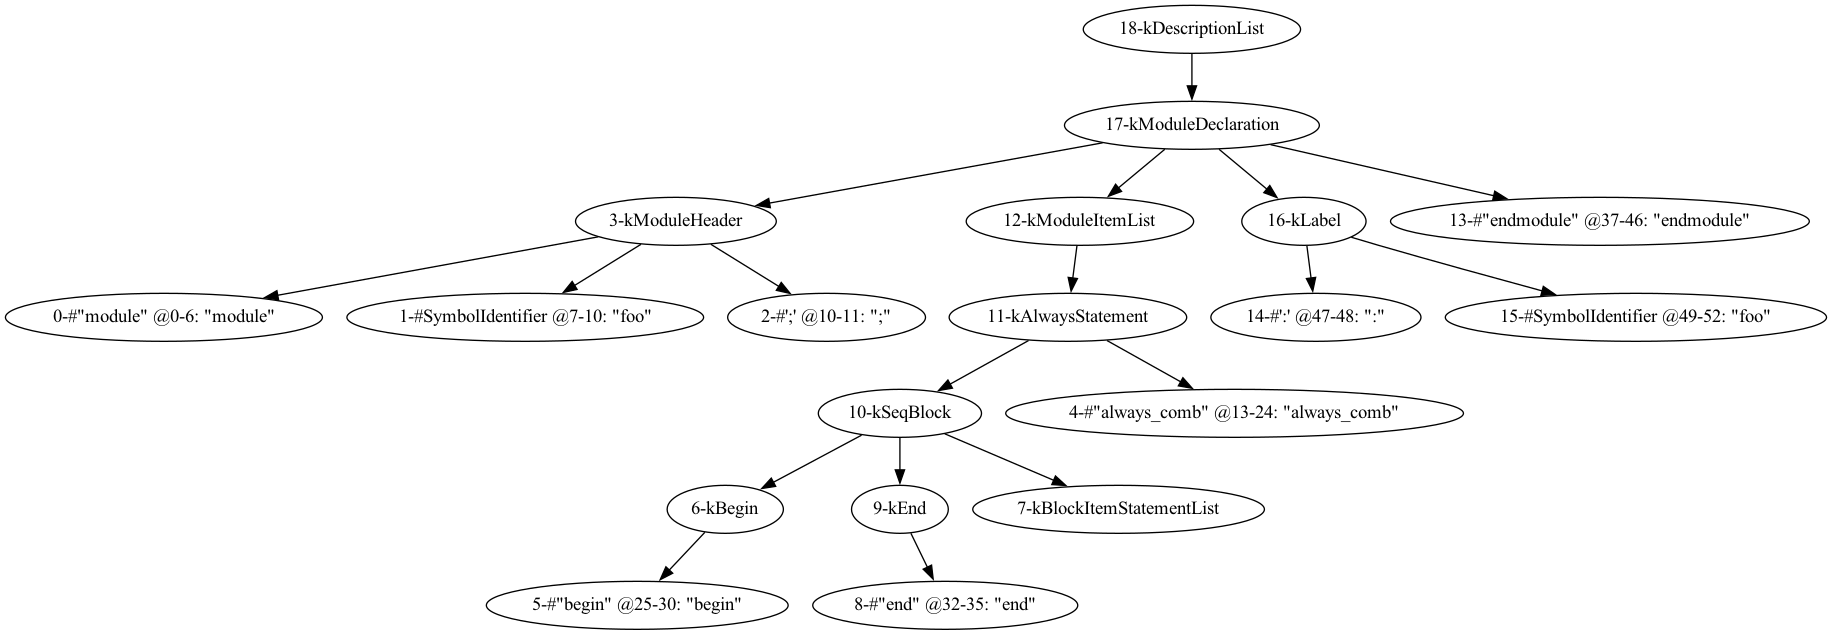 18-kDescriptionList
17-kModuleDeclaration
3-kModuleHeader
12-kModuleItemList
16-kLabel
13-#"endmodule" @37-46: "endmodule"
0-#"module" @0-6: "module"
1-#SymbolIdentifier @7-10: "foo"
2-#';' @10-11: ";"
11-kAlwaysStatement
14-#':' @47-48: ":"
15-#SymbolIdentifier @49-52: "foo"
10-kSeqBlock
4-#"always_comb" @13-24: "always_comb"
6-kBegin
9-kEnd
7-kBlockItemStatementList
5-#"begin" @25-30: "begin"
8-#"end" @32-35: "end"